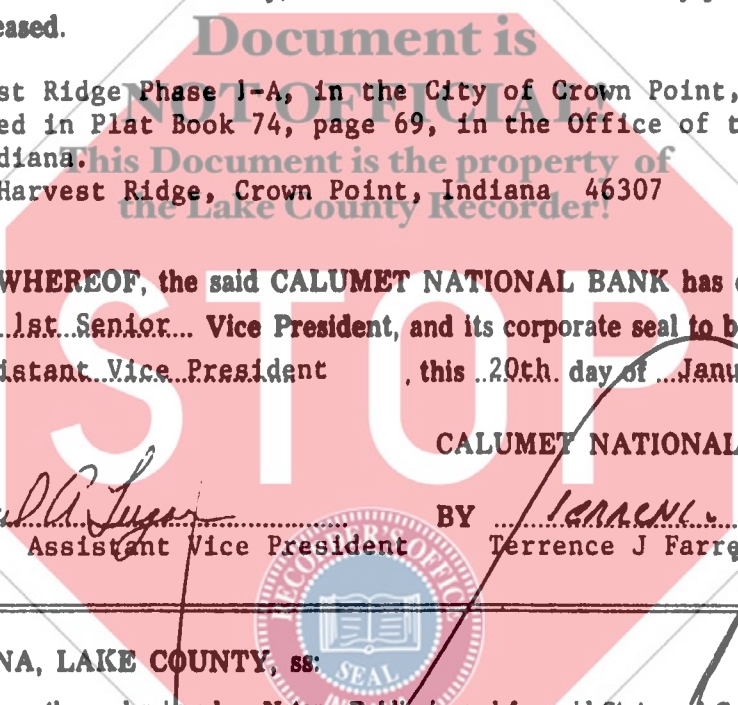 eased.
Document is
st Ridge Phase 1-A, in the City of Crown Point,
NOT OFFICIAL!
ed in Plat Book 74, page 69, in the Office of t
diana.
This Document is the property of
Harvest Ridge, Crown Point, Indiana 46307
the Lake County Recorder!
STOP
WHEREOF, the said CALUMET NATIONAL BANK has
1st Senior Vice President, and its corporate seal to b
istant Vice President , this 20th day of Janu
CALUMET NATIONAL
BY Terrence
Assistant Vice President Terrence J Farre
RECORDER'S OFFIC
SEAL
NA, LAKE COUNTY, ss: